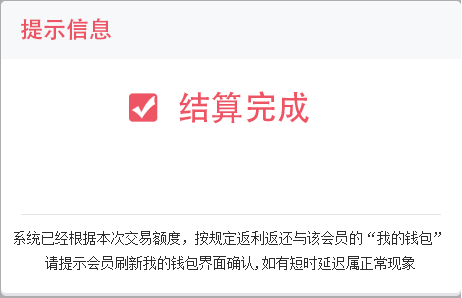 提示信息
结算完成
系统已经根据本次交易额度，按规定返利返还与该会员的“我的钱包”
请提示会员刷新我的钱包界面确认,如有短时延迟属正常现象